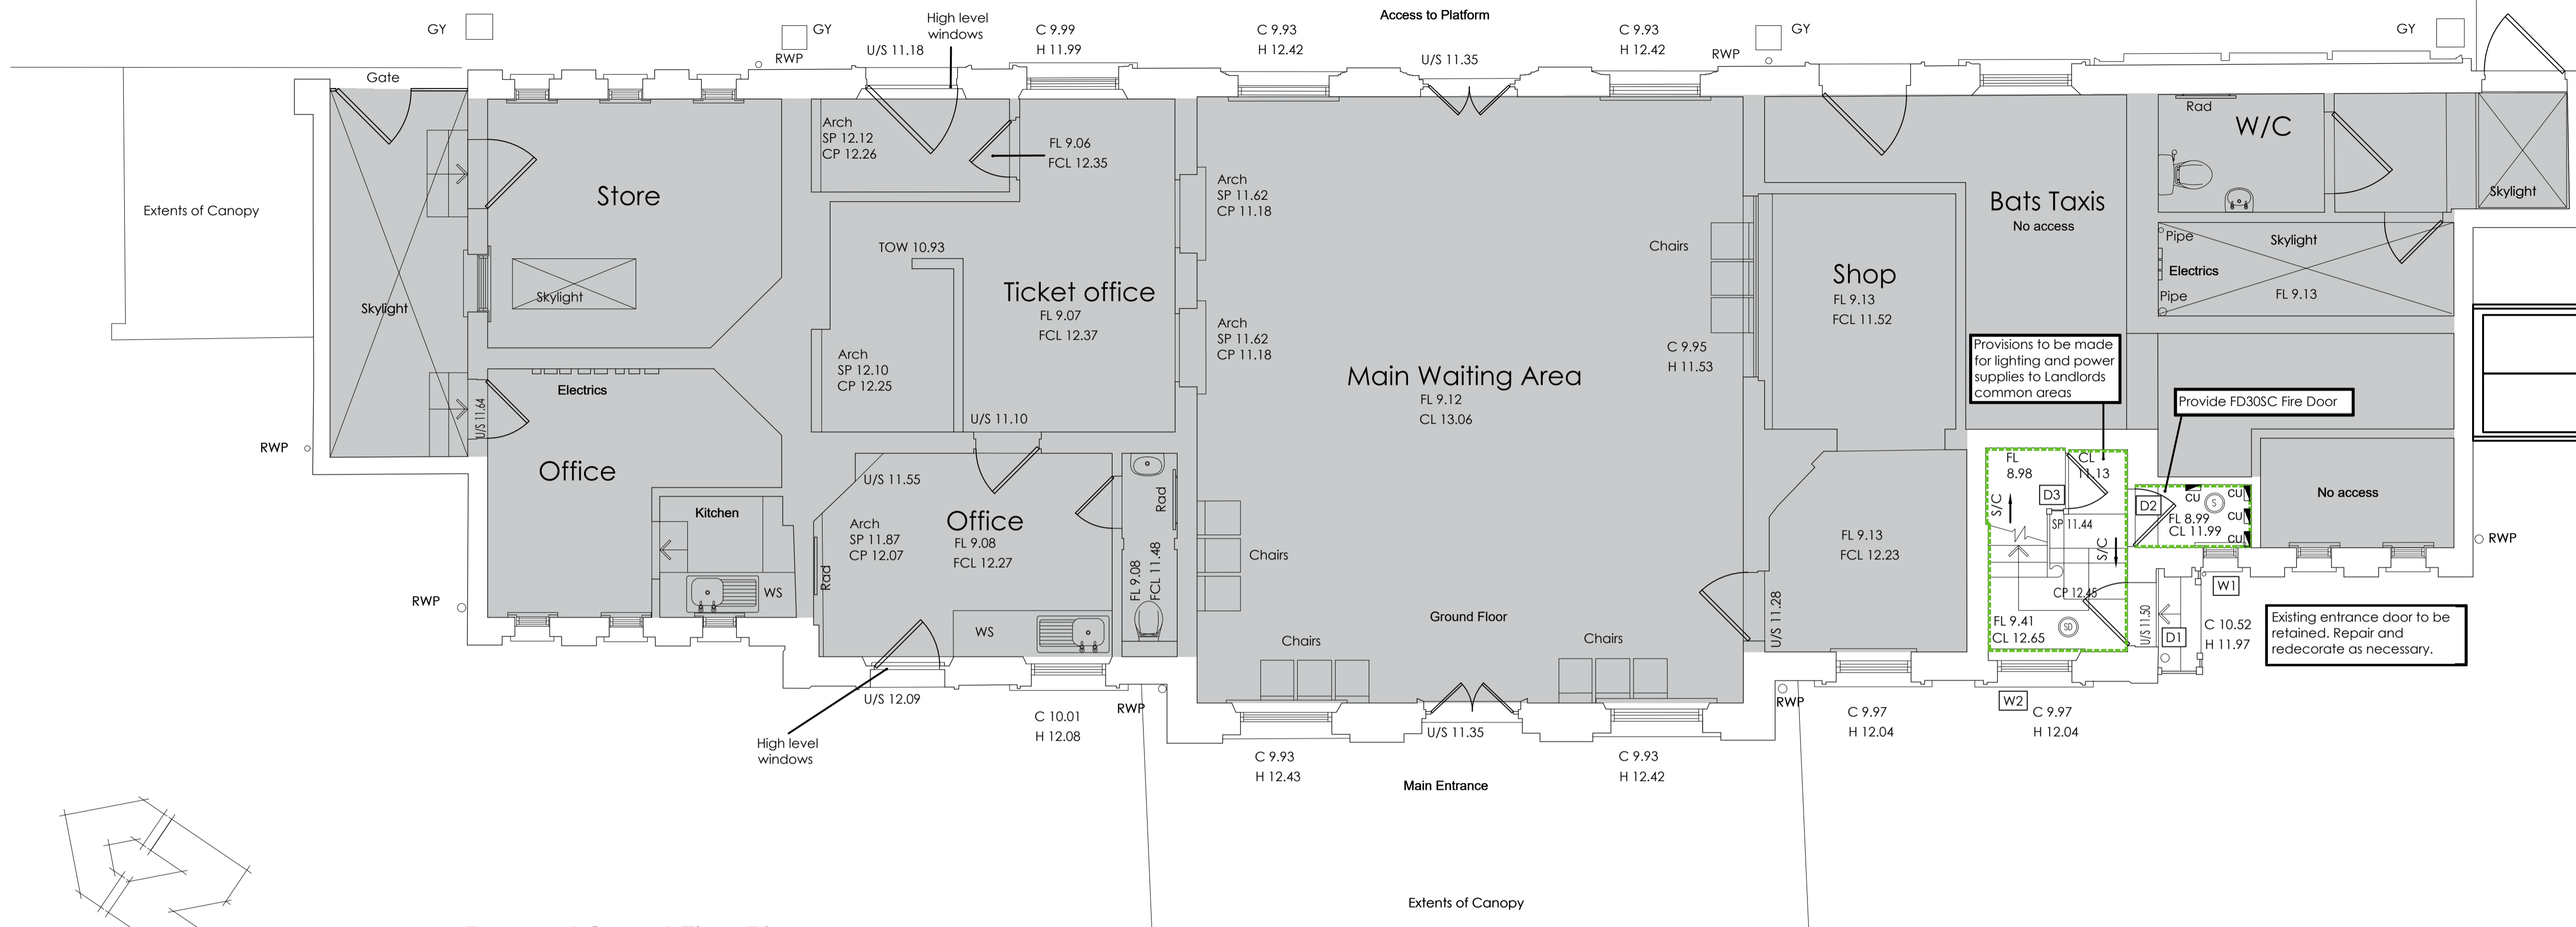 Access to Platform
GY
GY
High level
windows
U/S 11.18
RWP
C 9.99
H 11.99
C 9.93
H 12.42
U/S 11.35
C 9.93
H 12.42
RWP
GY
GY
Gate
Extents of Canopy
Skylight
Store
Skylight
Arch
SP 12.12
CP 12.26
FL 9.06
FCL 12.35
TOW 10.93
Ticket office
FL 9.07
FCL 12.37
Arch
SP 12.10
CP 12.25
U/S 11.10
Arch
SP 11.62
CP 11.18
Arch
SP 11.62
CP 11.18
Main Waiting Area
FL 9.12
CL 13.06
Chairs
C 9.95
H 11.53
Shop
FL 9.13
FCL 11.52
Bats Taxis
No access
Rad
W/C
Skylight
Pipe
Skylight
Electrics
Pipe
FL 9.13
Provisions to be made
for lighting and power
supplies to Landlords
common areas
Provide FD30SC Fire Door
U/S 11.64
Electrics
RWP
Office
Kitchen
WS
RWP
U/S 11.55
Arch
SP 11.87
CP 12.07
Office
FL 9.08
FCL 12.27
Rad
Rad
FL 9.08
FCL 11.48
WS
Chairs
Ground Floor
Chairs
Chairs
FL 9.13
FCL 12.23
U/S 11.28
FL
8.98
CL
11.13
S/C
D3
SP 11.44
S/C
D2
CU
CU
S
FL 8.99
CU
CL 11.99
CU
No access
RWP
CP 12.45
FL 9.41
CL 12.65
SD
U/S 11.50
D1
W1
C 10.52
H 11.97
Existing entrance door to be
retained. Repair and
redecorate as necessary.
High level
windows
U/S 12.09
C 10.01
H 12.08
RWP
C 9.93
H 12.43
U/S 11.35
C 9.93
H 12.42
RWP
C 9.97
H 12.04
W2
C 9.97
H 12.04
Main Entrance
Extents of Canopy